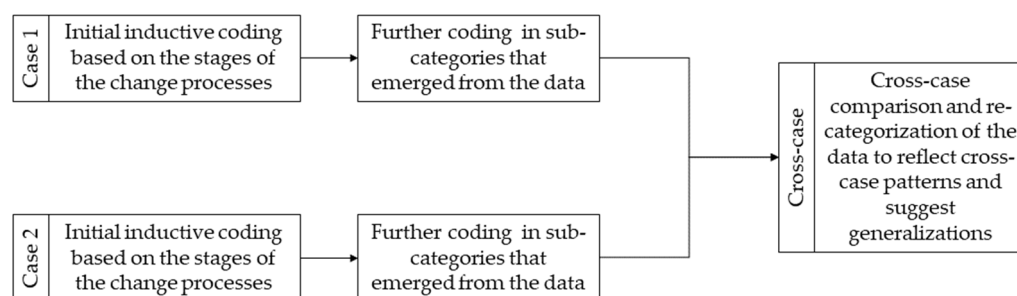 Case 1
Initial inductive coding
based on the stages of
the change processes
Further coding in sub-
categories that
emerged from the data
Cross-case
Cross-case
comparison and re-
categorization of the
data to reflect cross-
case patterns and
suggest
generalizations
Case 2
Initial inductive coding
based on the stages of
the change processes
Further coding in sub-
categories that
emerged from the data